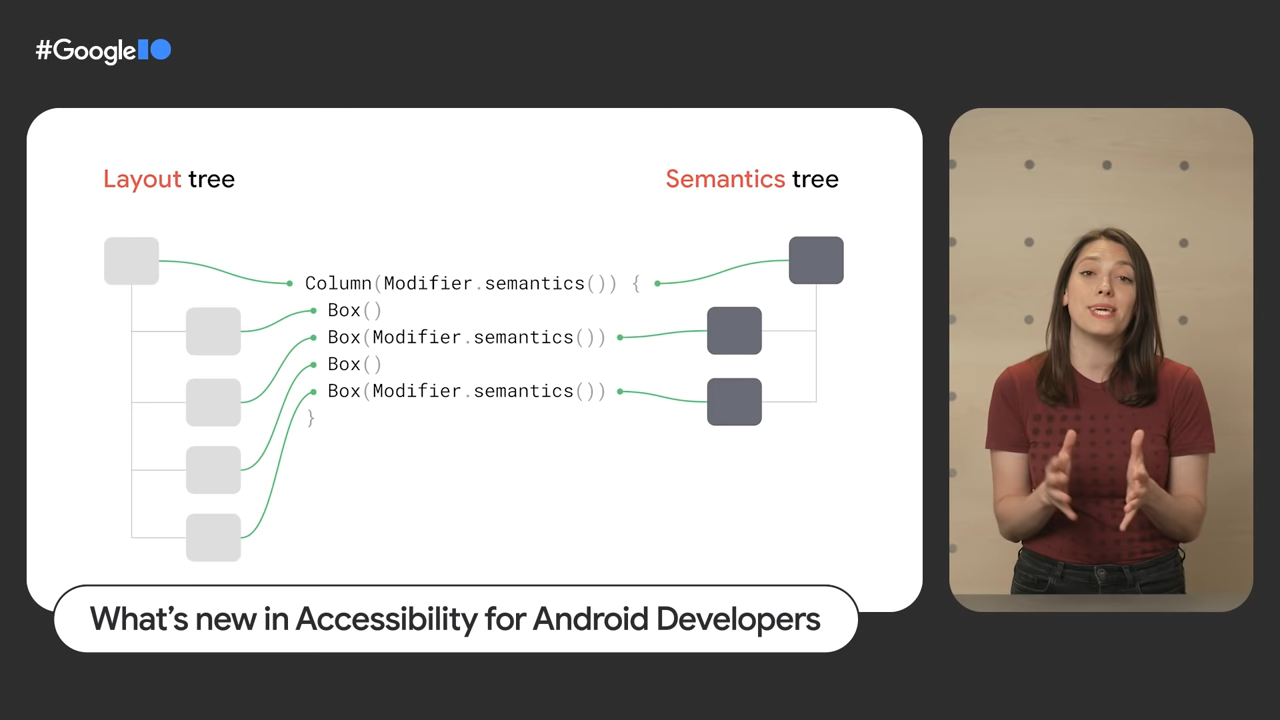 #GoogleIO
Layout tree
Semantics tree
Column(Modifier.semantics()) {
Box()
Box(Modifier.semantics())
Box()
Box(Modifier.semantics())
}
What's new in Accessibility for Android Developers